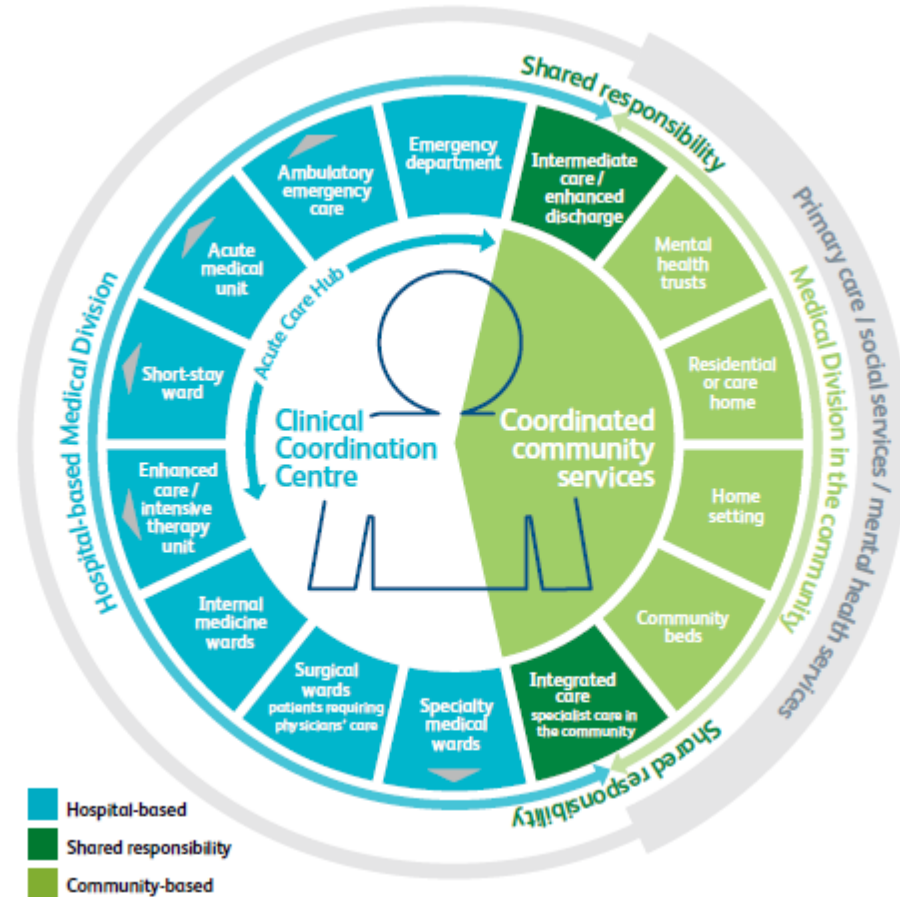 Shared responsibility
Primary care / social services / mental health services
Medical Division in the community
Hospital-based Medical Division
Emergency
department
Intermediate
care /
enhanced
discharge
Mental
health
trusts
Residential
or care
home
Home
setting
Community
beds
Integrated
care
specialist care in
the community
Specialty
medical
wards
Surgical
wards
patients requiring
physicians' care
Internal
medicine
wards
Enhanced
care /
intensive
therapy
unit
Short-stay
ward
Acute
medical
unit
Ambulatory
emergency
care
Acute Care Hub
Clinical
Coordination
Centre
Coordinated
community
services
Shared responsibility
Hospital-based
Shared responsibility
Community-based